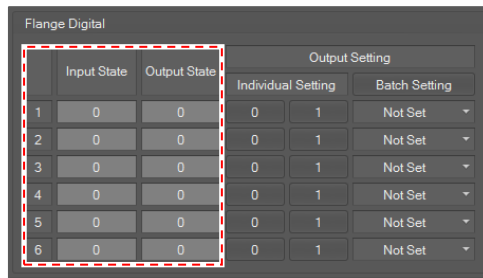 Flange Digital
Input State Output State Output Setting
Individual Setting Batch Setting
1 0 0 0 1 Not Set
2 0 0 0 1 Not Set
3 0 0 0 1 Not Set
4 0 0 0 1 Not Set
5 0 0 0 1 Not Set
6 0 0 0 1 Not Set